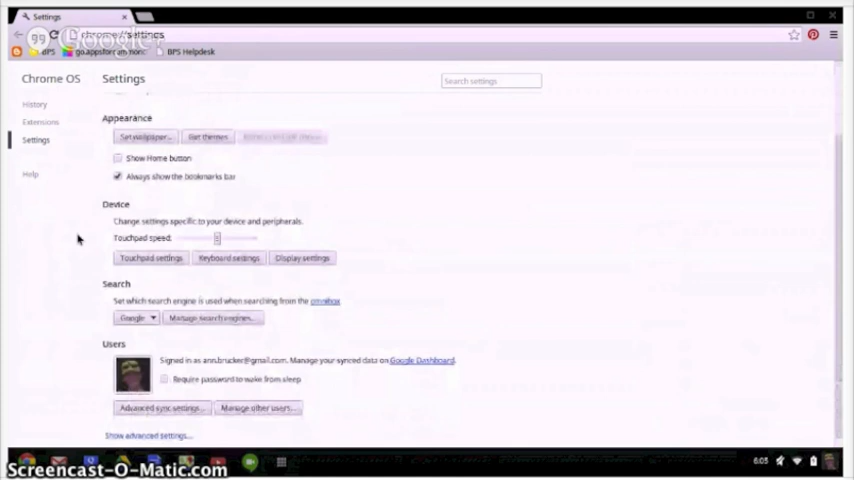 Settings
Googler
chrome://settings
BPS
BPS Helpdesk
Chrome OS
Settings
Search settings
History
Extensions
Settings
Help
Appearance
Set wallpaper...
Get themes
Show Home button
Always show the bookmarks bar
Device
Change settings specific to your device and peripherals.
Touchpad speed:
Touchpad settings
Keyboard settings
Display settings
Search
Set which search engine is used when searching from the omnibox
Google
Manage search engines...
Users
Signed in as ann.brucker@gmail.com. Manage your synced data on Google Dashboard.
Require password to wake from sleep
Advanced sync settings...
Manage other users...
Show advanced settings...
6:05
Screencast-O-Matic.com